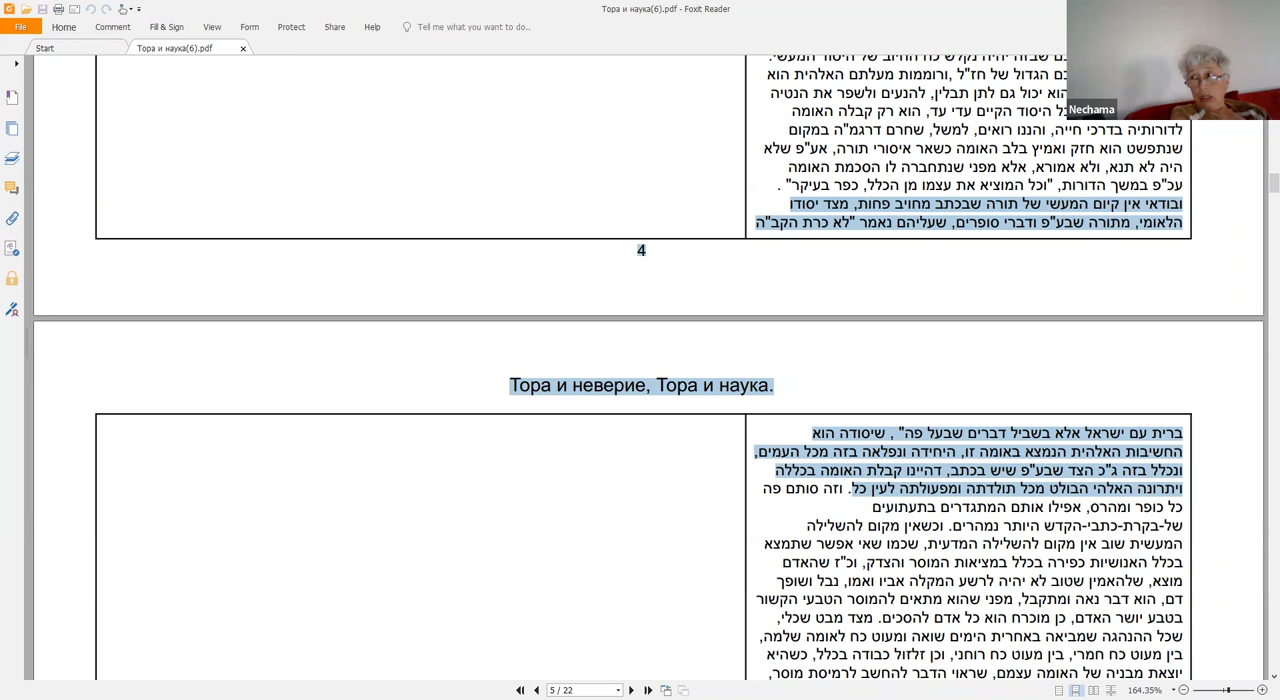 Тора и наука(6).pdf - Foxit Reader
File Home Comment Fill & Sign View Form Protect Share Help Tell me what you want to do..
Start Тора и наука(6).pdf
Nechama
ם שבזה יהיה נקלש כח החיוב של היסוד המעשי.
ם הגדול של חז"ל ,ורוממות מעלתם האלהית הוא
הוא יכול גם לתן תבלין, להנעים ולשפר את הנטיה
ל היסוד הקיים עדי עד, הוא רק קבלה האומה
לדורותיה בדרכי חייה, והננו רואים, למשל, שחרם דרגמ"ה במקום
שנתפשט הוא חזק ואמיץ בלב האומה כשאר איסורי תורה, אע"פ שלא
היה לא תנא, ולא אמורא, אלא מפני שנתחברה לו הסכמת האומה
עכ"פ במשך הדורות, "וכל המוציא את עצמו מן הכלל, כפר בעיקר" .
ובודאי אין קיום המעשי של תורה שבכתב מחויב פחות, מצד יסודו
הלאומי, מתורה שבע"פ ודברי סופרים, שעליהם נאמר "לא כרת הקב"ה
4
Тора и неверие, Тора и наука.
ברית עם ישראל אלא בשביל דברים שבעל פה" , שיסודה הוא
החשיבות האלהית הנמצא באומה זו, היחידה ונפלאה בזה מכל העמים,
ונכלל בזה ג"כ הצד שבע"פ שיש בכתב, דהיינו קבלת האומה בכללה
ויתרונה האלהי הבולט מכל תולדתה ומפעולתה לעין כל. וזה סותם פה
כל כופר ומהרס, אפילו אותם המתגדרים בתעתועים
של-בקרת-כתבי-הקדש היותר נמהרים. וכשאין מקום להשלילה
המעשית שוב אין מקום להשלילה המדעית, שכמו שאי אפשר שתמצא
בכלל האנושיות כפירה בכלל במציאות המוסר והצדק, וכ"ז שהאדם
מוצא, שלהאמין שטוב לא יהיה לרשע המקלה אביו ואמו, נבל ושופך
דם, הוא דבר נאה ומתקבל, מפני שהוא מתאים להמוסר הטבעי הקשור
בטבע יושר האדם, כן מוכרח הוא כל אדם להסכים. מצד מבט שכלי,
שכל ההנהגה שמביאה באחרית הימים שואה ומעוט כח לאומה שלמה,
בין מעוט כח חמרי, בין מעוט כח רוחני, וכן זלזול כבודה בכלל, כשהיא
יוצאת מבניה של האומה עצמם, שראוי הדבר להחשב לרמיסת מוסר,
5 / 22
164.35%